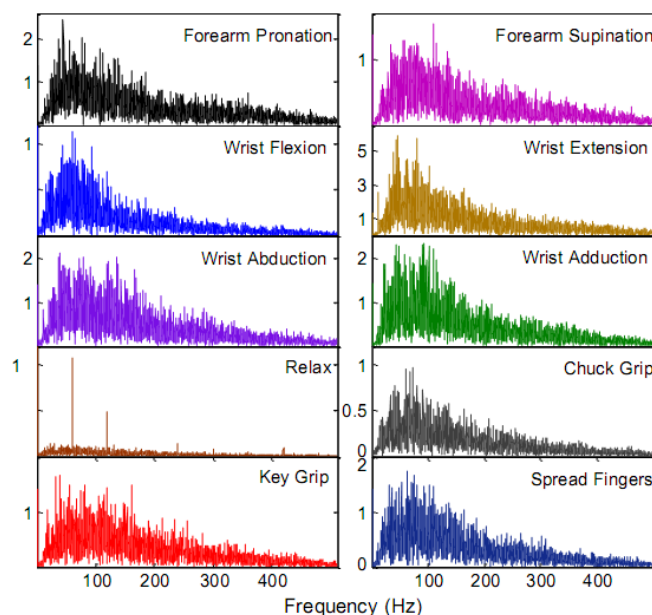 2
1
Forearm Pronation
1
Forearm Supination
1
Wrist Flexion
5
3
1
Wrist Extension
2
1
Wrist Abduction
2
1
Wrist Adduction
1
Relax
1
0.5
0
Chuck Grip
1
Key Grip
2
1
0
Spread Fingers
100 200 300 400
100 200 300 400
Frequency (Hz)